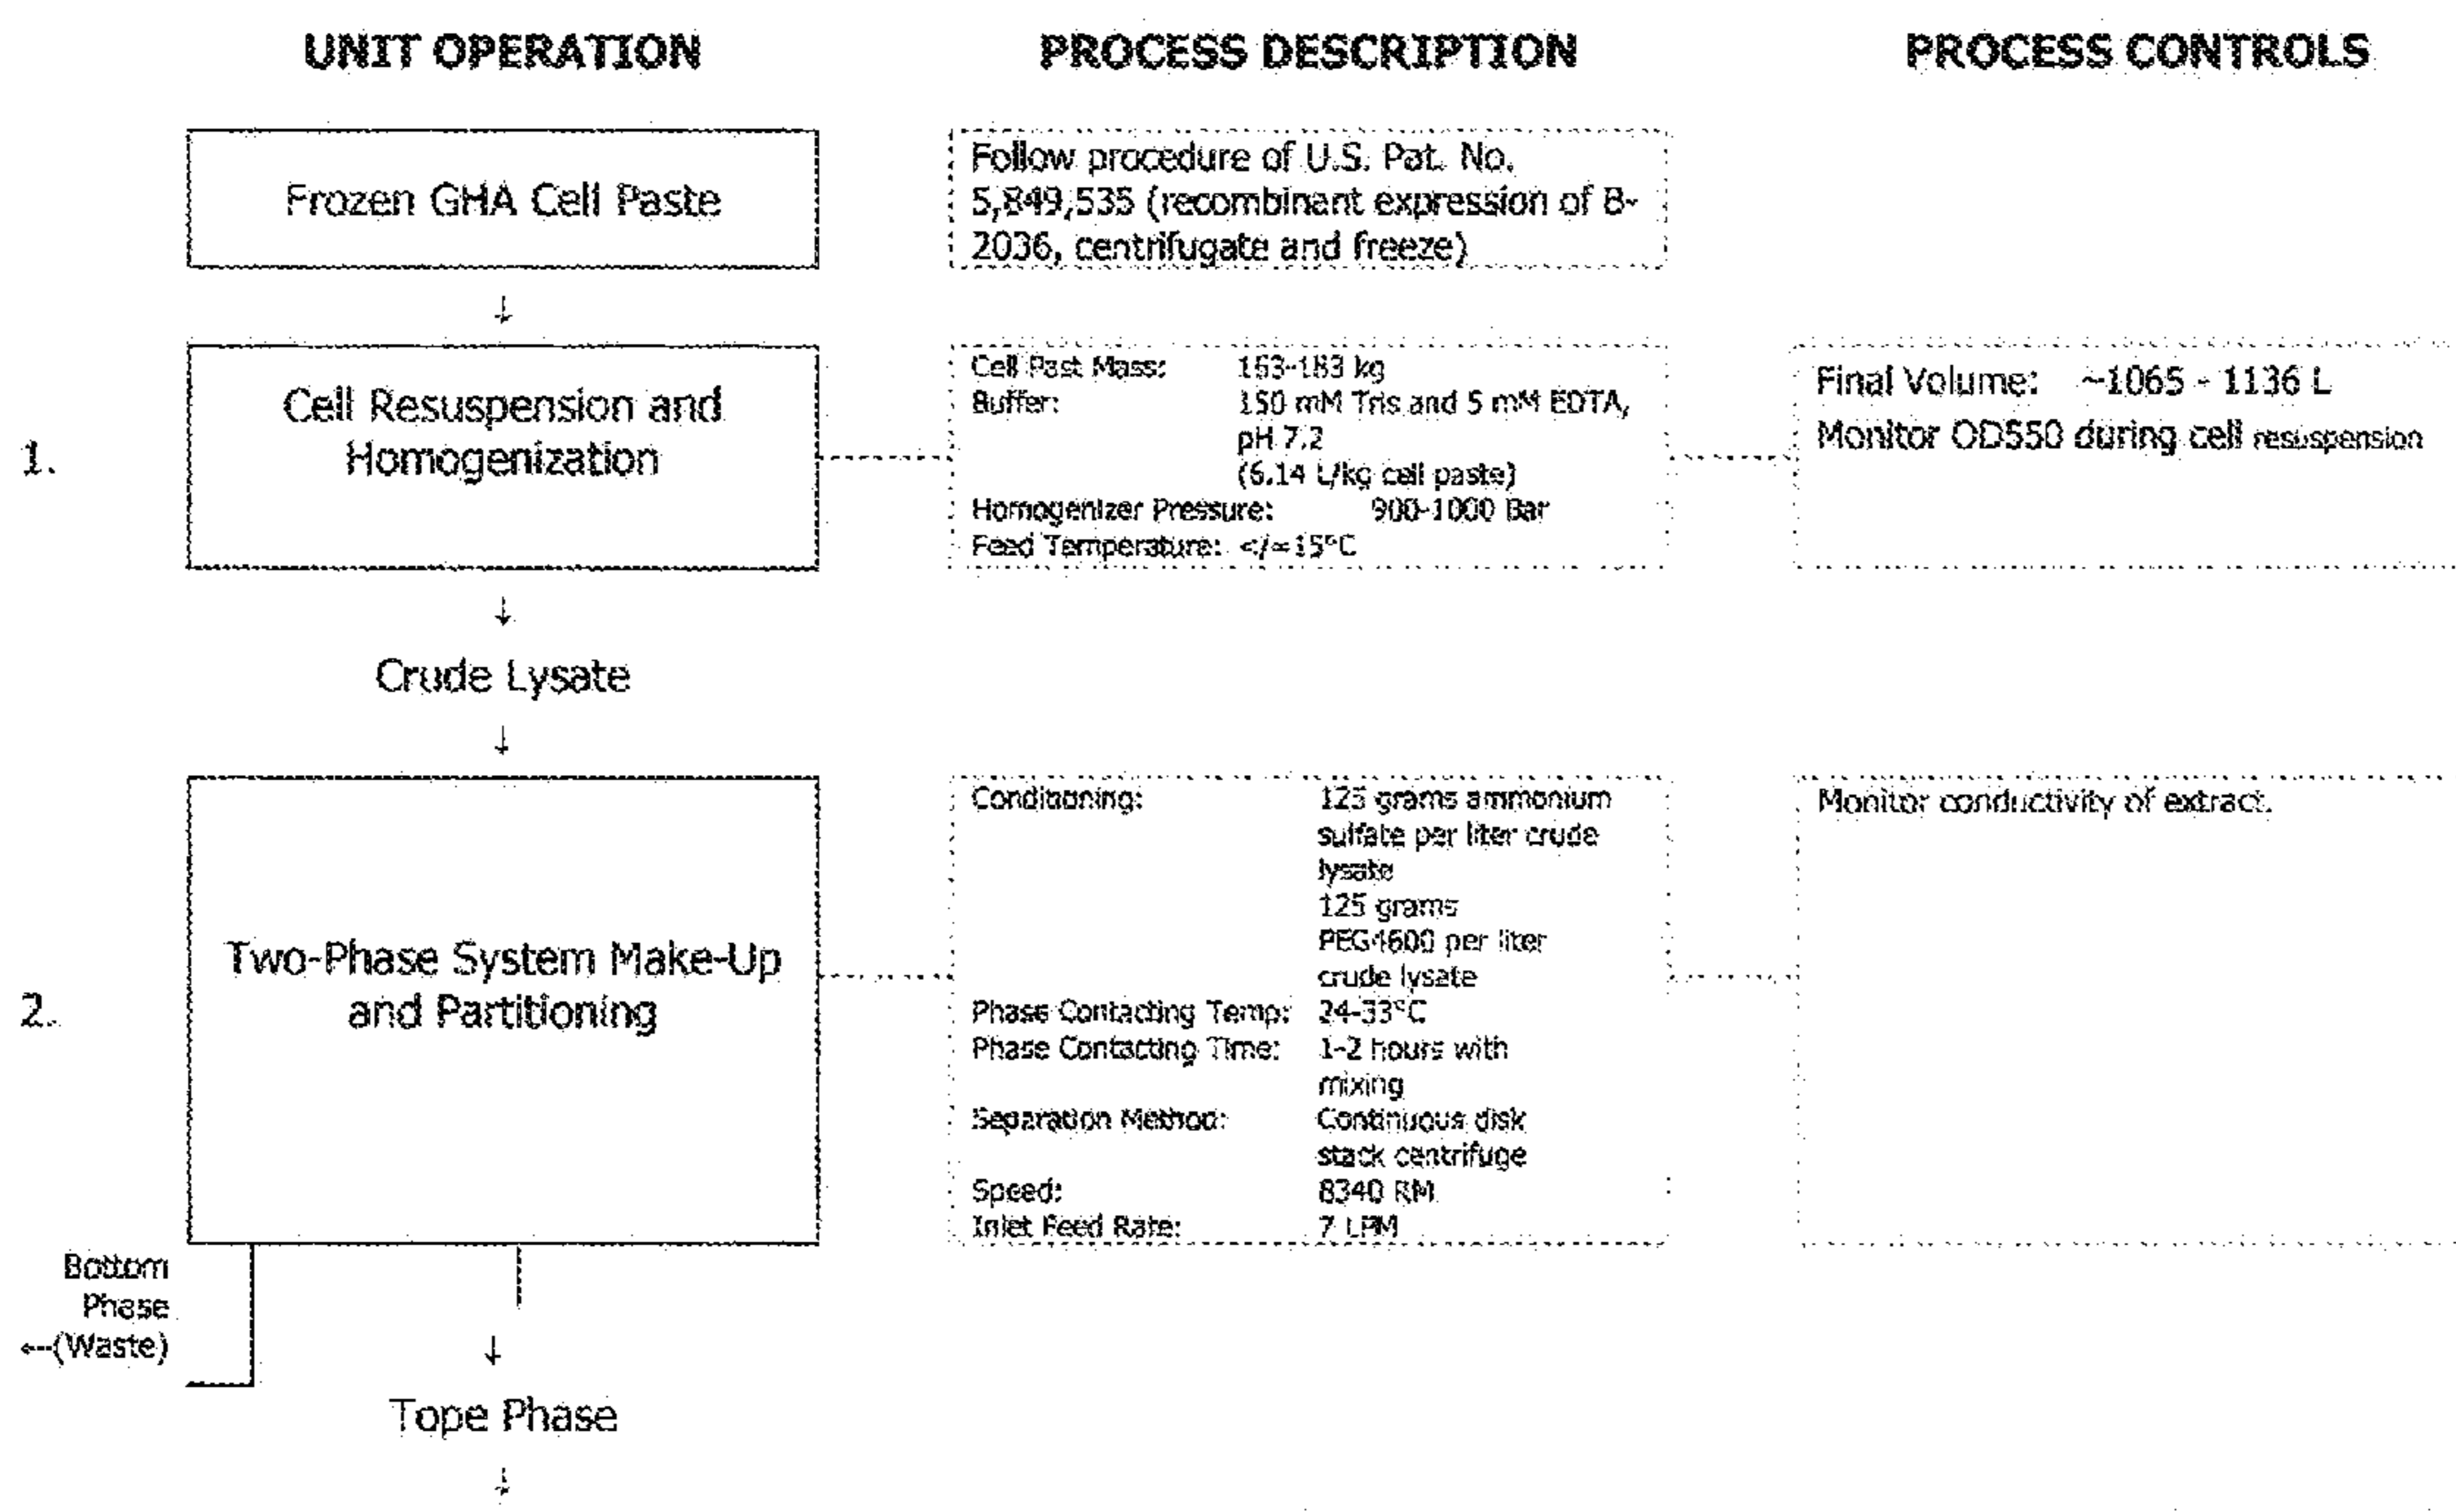 UNIT OPERATION
PROCESS DESCRIPTION
PROCESS CONTROLS
Frozen GHA Cell Paste
Follow procedure of U.S. Pat. No.
5,849,535 (recombinant expression of B-
2036, centrifugate and freeze)
↓
1.
Cell Resuspension and
Homogenization
Cell Past Mass: 163-183 kg
Buffer: 150 mM Tris and 5 mM EDTA,
pH 7.2
(6.14 L/kg cell paste)
Homogenizer Pressure: 900-1000 Bar
Feed Temperature: </=15°C
Final Volume: ~1065 - 1136 L
Monitor OD550 during cell resuspension
↓
Crude Lysate
↓
2.
Two-Phase System Make-Up
and Partitioning
Conditioning: 125 grams ammonium
sulfate per liter crude
lysate
125 grams
PEG4600 per liter
crude lysate
Phase Contacting Temp: 24-33°C
Phase Contacting Time: 1-2 hours with
mixing
Separation Method: Continuous disk
stack centrifuge
Speed: 8340 RM
Inlet Feed Rate: 7 LPM
Monitor conductivity of extract.
Bottom
Phase
←--(Waste)
↓
Tope Phase
↓